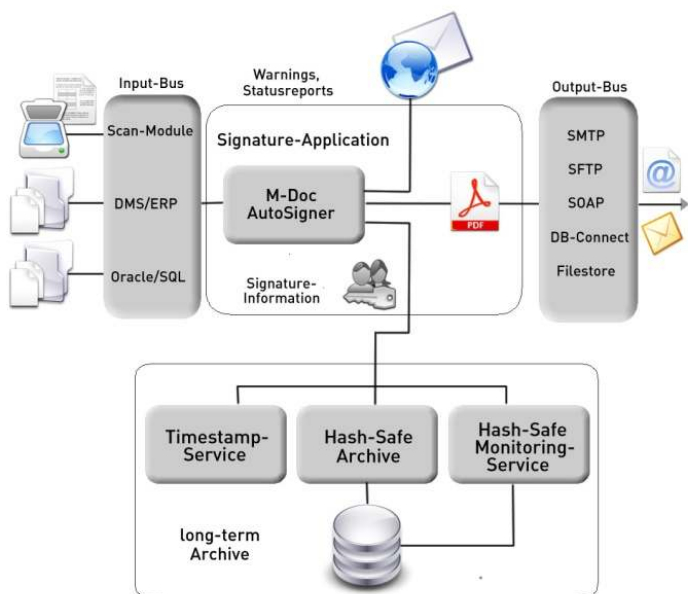 Input-Bus
Scan-Module
DMS/ERP
Oracle/SQL
Warnings,
Statusreports
Signature-Application
M-Doc
AutoSigner
Signature-
Information
PDF
Output-Bus
SMTP
SFTP
SOAP
DB-Connect
Filestore
@
Timestamp-
Service
Hash-Safe
Archive
Hash-Safe
Monitoring-
Service
long-term
Archive